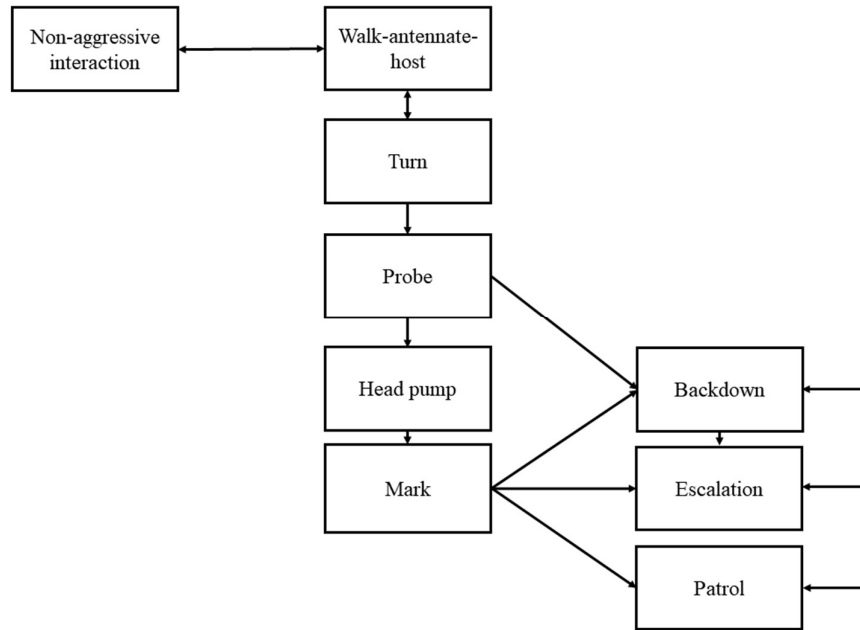 Non-aggressive
interaction
Walk-antennate-
host
Turn
Probe
Head pump
Mark
Backdown
Escalation
Patrol